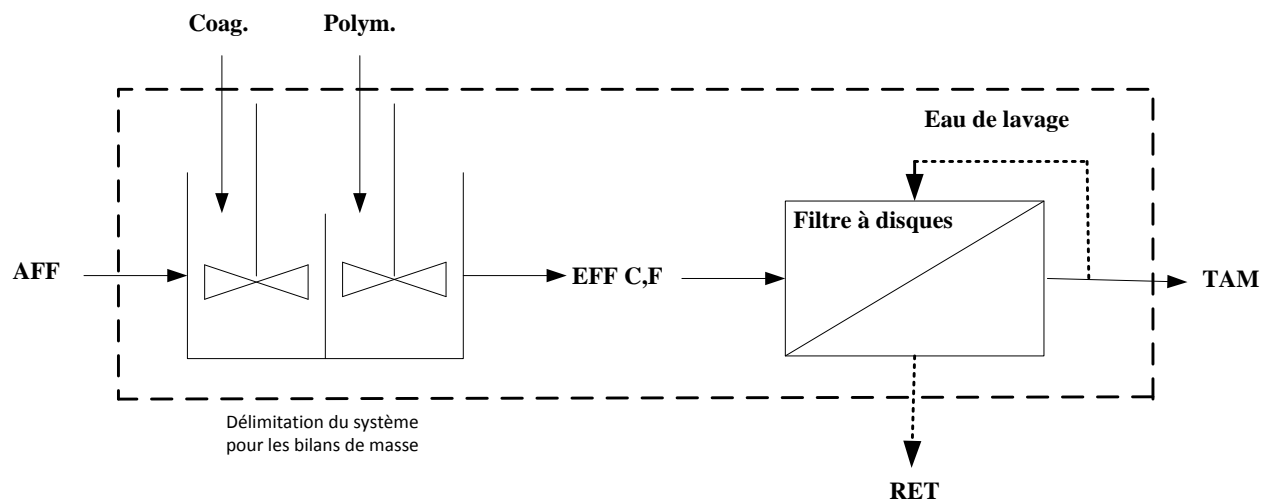 Coag.
Polym.
Eau de lavage
Filtre à disques
AFF
EFF C,F
TAM
Délimitation du système
pour les bilans de masse
RET